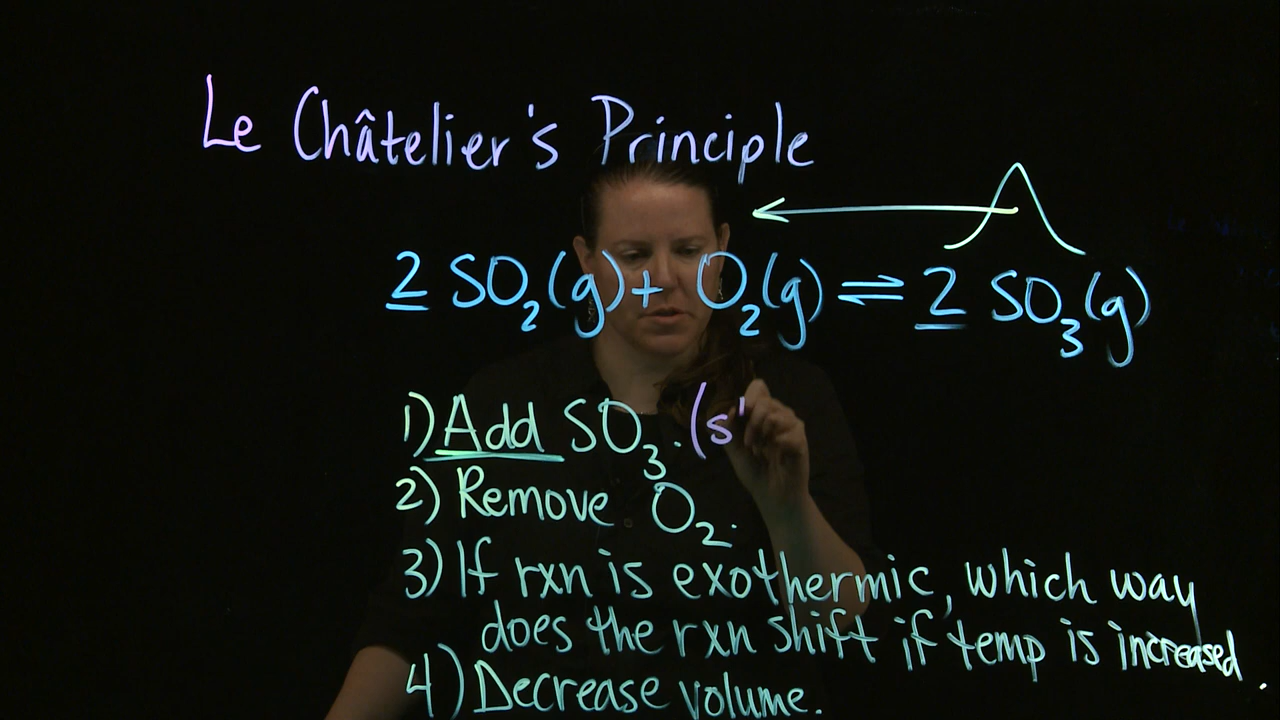 Le Châtelier's Principle
2 SO₂(g) + O₂(g) ⇌ 2 SO₃(g)
1) Add SO₃. (s
2) Remove O₂.
3) If rxn is exothermic, which way
does the rxn shift if temp is increased.
4) Decrease volume.